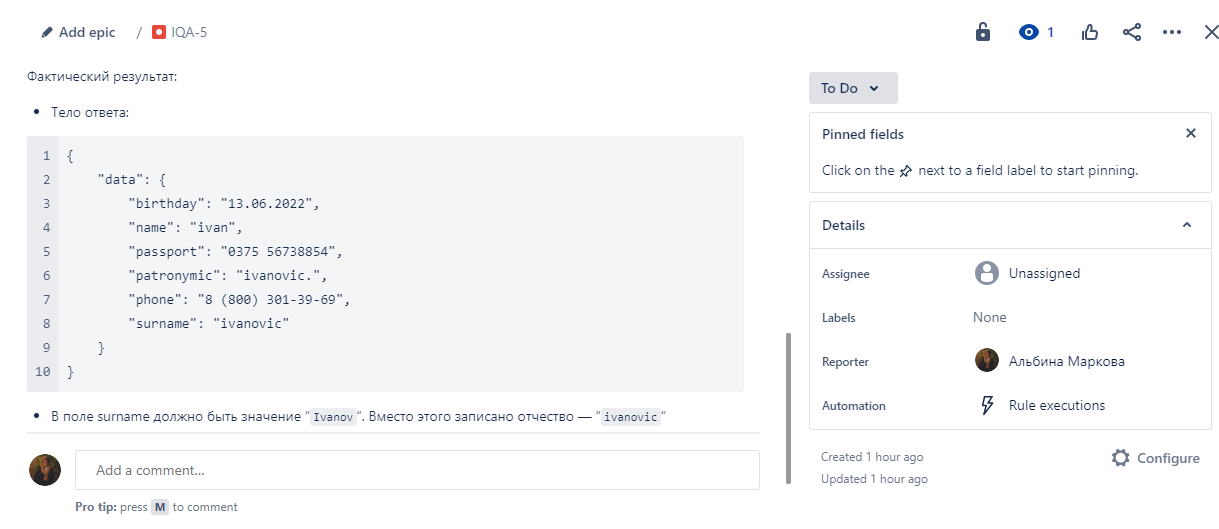 Add epic / IQA-5
1
Фактический результат:
Тело ответа:
1 {
2 "data": {
3 "birthday": "13.06.2022",
4 "name": "ivan",
5 "passport": "0375 56738854",
6 "patronymic": "ivanovic.",
7 "phone": "8 (800) 301-39-69",
8 "surname": "ivanovic"
9 }
10 }
В поле surname должно быть значение “Ivanov”. Вместо этого записано отчество — “ivanovic”
Add a comment...
Pro tip: press M to comment
To Do
Pinned fields
Click on the next to a field label to start pinning.
Details
Assignee Unassigned
Labels None
Reporter Альбина Маркова
Automation Rule executions
Created 1 hour ago
Configure
Updated 1 hour ago